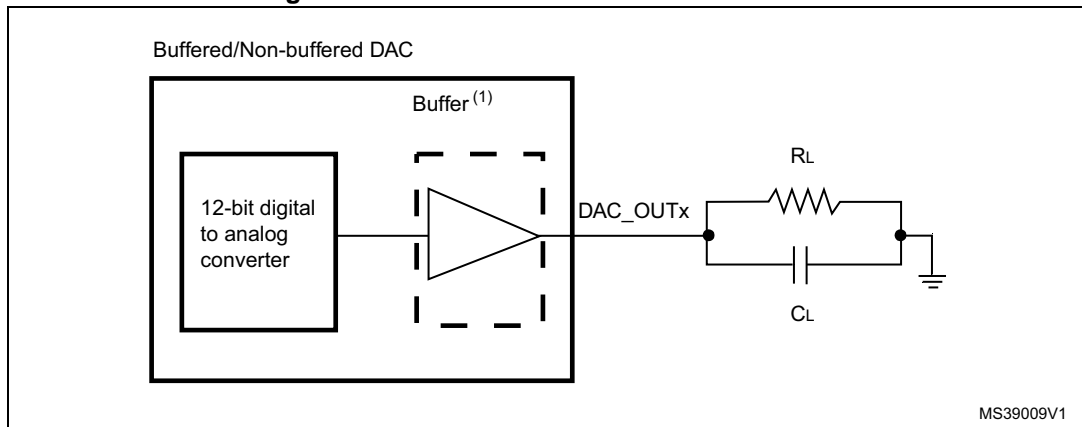 Buffered/Non-buffered DAC
Buffer (1)
12-bit digital
to analog
converter
DAC_OUTx
RL
CL
MS39009V1